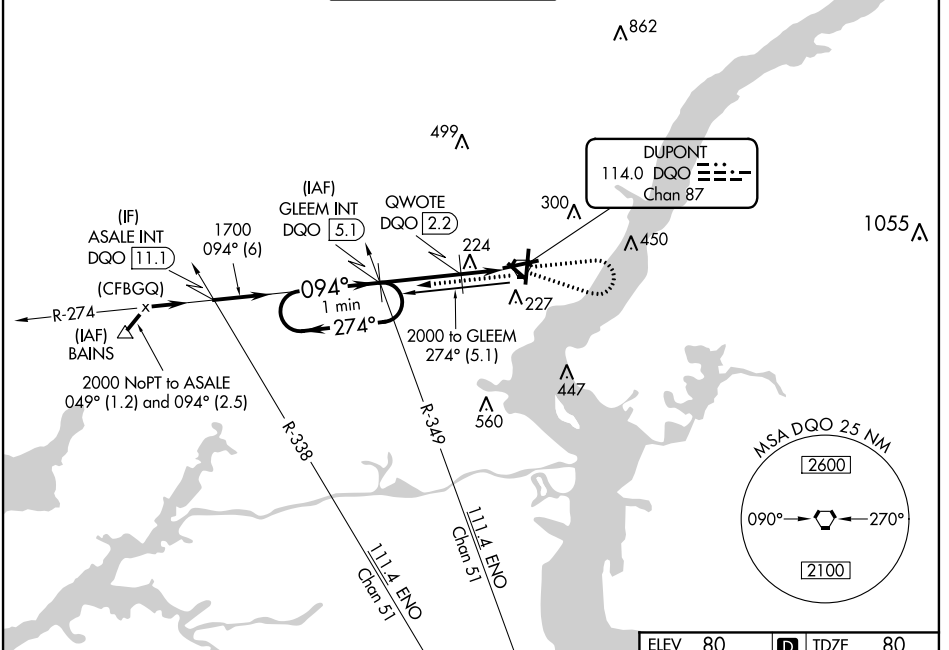 862
499
DUPONT
114.0 DQO
Chan 87
(IAF)
GLEEM INT
DQO 5.1
QWOTE
DQO 2.2
300
224
450
1055
(IF)
ASALE INT
DQO 11.1
1700
094° (6)
(CFBGQ)
x
R-274
(IAF)
BAINS
094°
1 min
274°
227
2000 to GLEEM
274° (5.1)
2000 NoPT to ASALE
049° (1.2) and 094° (2.5)
447
560
R-338
R-349
111.4 ENO
Chan 51
111.4 ENO
Chan 51
MSA DQO 25 NM
2600
090°
270°
2100
ELEV 80
D
TDZE 80